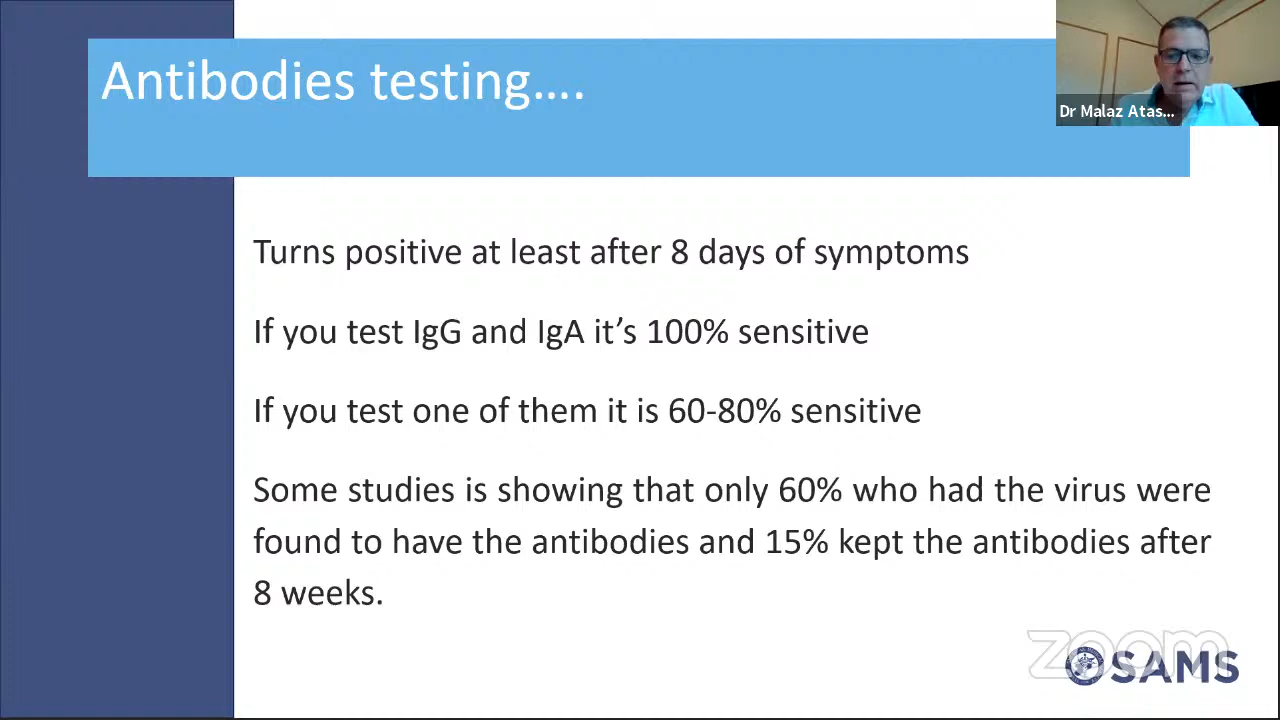 Antibodies testing....
Dr Malaz Atas...
Turns positive at least after 8 days of symptoms
If you test IgG and IgA it’s 100% sensitive
If you test one of them it is 60-80% sensitive
Some studies is showing that only 60% who had the virus were
found to have the antibodies and 15% kept the antibodies after
8 weeks.
zoom
SAMS